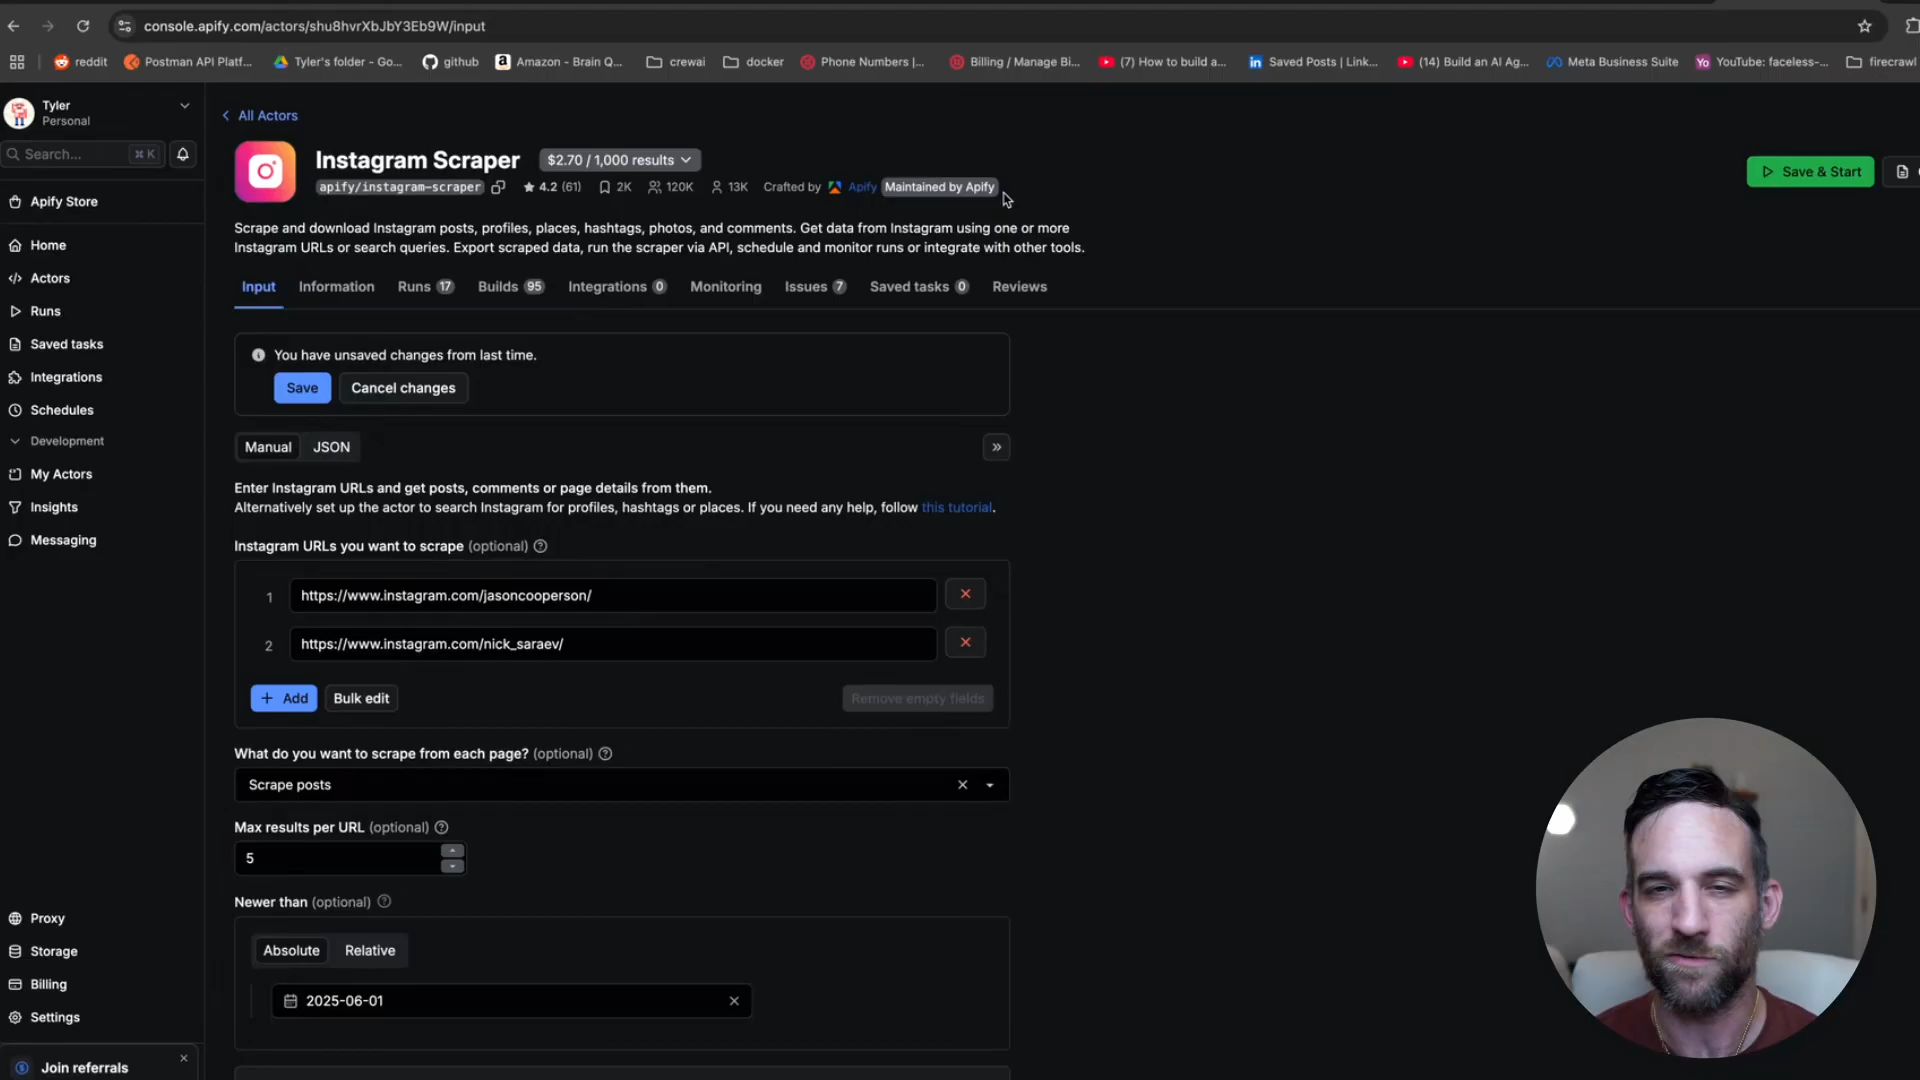 console.apify.com/actors/shu8hvrXbJbY3Eb9W/input
reddit
Postman API Platf...
Tyler's folder - Go...
github
Amazon - Brain Q...
crewai
docker
Phone Numbers |...
Billing / Manage Bi...
(7) How to build a...
Saved Posts | Link...
(14) Build an AI Ag...
Meta Business Suite
YouTube: faceless-...
firecrawl
Tyler
Personal
Search...
⌘ K
Apify Store
Home
Actors
Runs
Saved tasks
Integrations
Schedules
Development
My Actors
Insights
Messaging
Proxy
Storage
Billing
Settings
Join referrals
All Actors
Instagram Scraper
$2.70 / 1,000 results
apify/instagram-scraper
4.2 (61)
2K
120K
13K
Crafted by Apify
Maintained by Apify
Save & Start
Scrape and download Instagram posts, profiles, places, hashtags, photos, and comments. Get data from Instagram using one or more
Instagram URLs or search queries. Export scraped data, run the scraper via API, schedule and monitor runs or integrate with other tools.
Input
Information
Runs 17
Builds 95
Integrations 0
Monitoring
Issues 7
Saved tasks 0
Reviews
You have unsaved changes from last time.
Save
Cancel changes
Manual
JSON
Enter Instagram URLs and get posts, comments or page details from them.
Alternatively set up the actor to search Instagram for profiles, hashtags or places. If you need any help, follow this tutorial.
Instagram URLs you want to scrape (optional)
1
https://www.instagram.com/jasoncooperson/
2
https://www.instagram.com/nick_saraev/
+ Add
Bulk edit
Remove empty fields
What do you want to scrape from each page? (optional)
Scrape posts
Max results per URL (optional)
5
Newer than (optional)
Absolute
Relative
2025-06-01